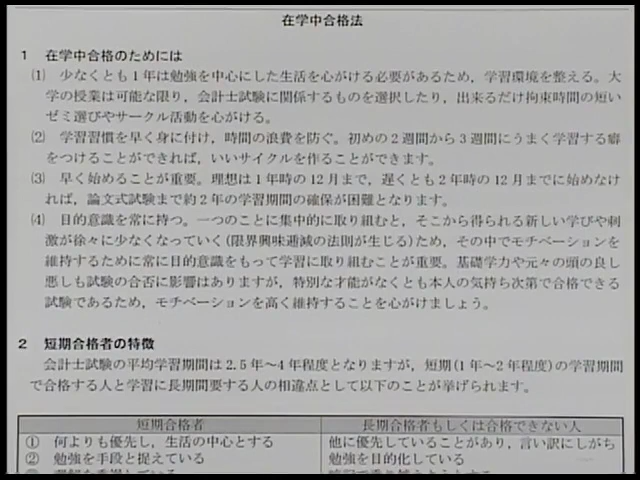 在学中合格法
1 在学中合格のためには
(1) 少なくとも1年は勉強を中心にした生活を心がける必要があるため，学習環境を整える。大
学の授業は可能な限り，会計士試験に関係するものを選択したり，出来るだけ拘束時間の短い
ゼミ選びやサークル活動を心がける。
(2) 学習習慣を早く身に付け，時間の浪費を防ぐ。初めの2週間から3週間にうまく学習する癖
をつけることができれば，いいサイクルを作ることができます。
(3) 早く始めることが重要。理想は1年時の12月まで，遅くとも2年時の12月までに始めなけ
れば，論文式試験まで約2年の学習期間の確保が困難となります。
(4) 目的意識を常に持つ。一つのことに集中的に取り組むと，そこから得られる新しい学びや刺
激が徐々に少なくなっていく(限界興味逓減の法則が生じる)ため，その中でモチベーションを
維持するために常に目的意識をもって学習に取り組むことが重要。基礎学力や元々の頭の良し
悪しも試験の合否に影響はありますが，特別な才能がなくとも本人の気持ち次第で合格できる
試験であるため，モチベーションを高く維持することを心がけましょう。
2 短期合格者の特徴
会計士試験の平均学習期間は2.5年～4年程度となりますが，短期(1年～2年程度)の学習期間
で合格する人と学習に長期間要する人の相違点として以下のことが挙げられます。
短期合格者 長期合格者もしくは合格できない人
① 何よりも優先し，生活の中心とする 他に優先していることがあり，言い訳にしがち
② 勉強を手段と捉えている 勉強を目的化している